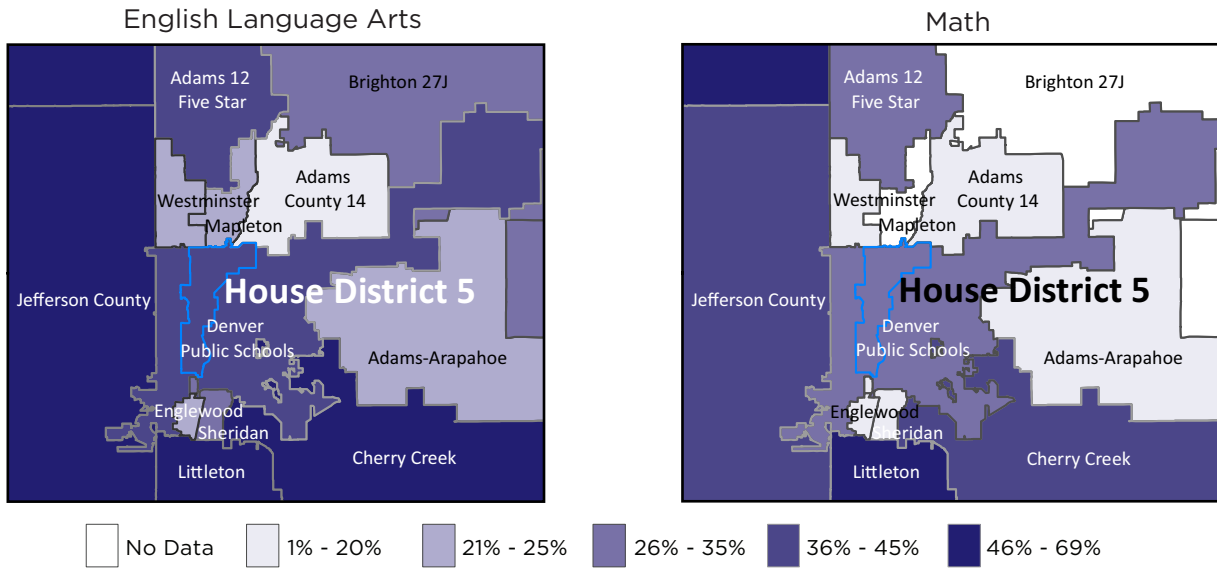 English Language Arts
Adams 12
Five Star
Brighton 27J
Adams
County 14
Westminster
Mapleton
Jefferson County
House District 5
Denver
Public Schools
Adams-Arapahoe
Englewood
Sheridan
Cherry Creek
Littleton
Math
Adams 12
Five Star
Brighton 27J
Adams
County 14
Westminster
Mapleton
Jefferson County
House District 5
Denver
Public Schools
Adams-Arapahoe
Englewood
Sheridan
Cherry Creek
Littleton
No Data
1% - 20%
21% - 25%
26% - 35%
36% - 45%
46% - 69%